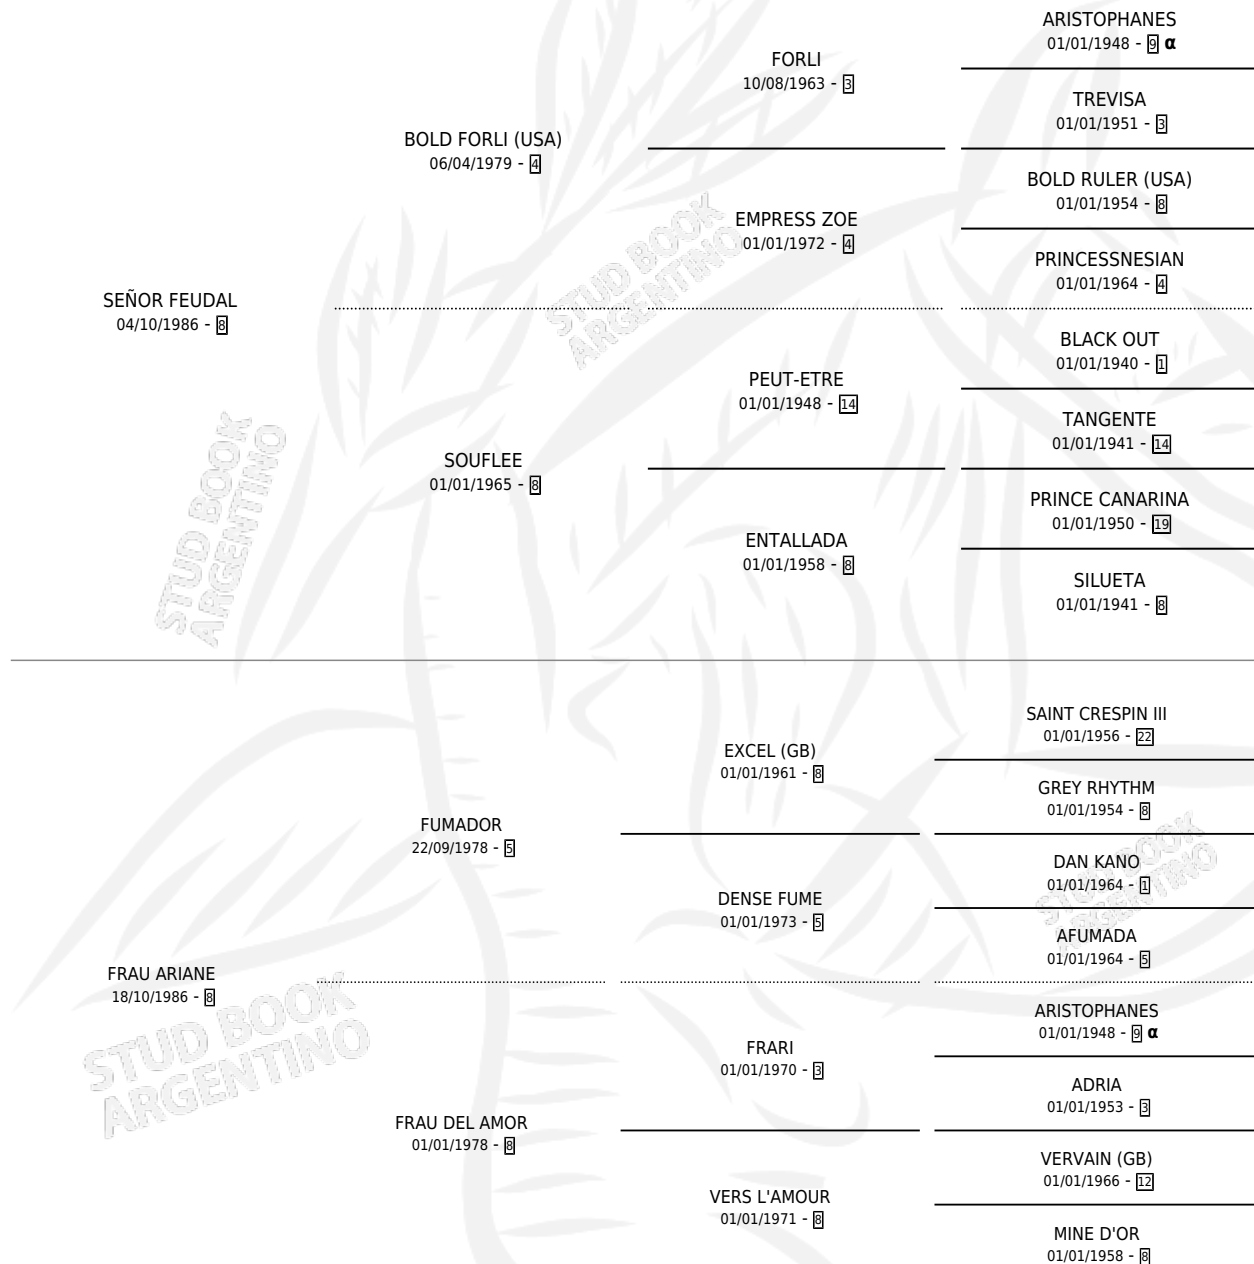 ARISTOPHANES
01/01/1948 - 9 α
FORLI
10/08/1963 - 3
TREVISA
01/01/1951 - 3
BOLD FORLI (USA)
06/04/1979 - 4
BOLD RULER (USA)
01/01/1954 - 8
EMPRESS ZOE
01/01/1972 - 4
PRINCESSNESIAN
01/01/1964 - 4
SEÑOR FEUDAL
04/10/1986 - 8
STUD BOOK
ARGENTINO
BLACK OUT
01/01/1940 - 1
PEUT-ETRE
01/01/1948 - 14
TANGENTE
01/01/1941 - 14
SOUFLEE
01/01/1965 - 8
PRINCE CANARINA
01/01/1950 - 19
ENTALLADA
01/01/1958 - 8
SILUETA
01/01/1941 - 8
STUD BOOK
ARGENTINO
SAINT CRESPIN III
01/01/1956 - 22
EXCEL (GB)
01/01/1961 - 8
GREY RHYTHM
01/01/1954 - 8
FUMADOR
22/09/1978 - 5
DAN KANO
01/01/1964 - 1
STUD BOOK
ARGENTINO
DENSE FUME
01/01/1973 - 5
AFUMADA
01/01/1964 - 5
FRAU ARIANE
18/10/1986 - 8
STUD BOOK
ARGENTINO
ARISTOPHANES
01/01/1948 - 9 α
FRARI
01/01/1970 - 3
ADRIA
01/01/1953 - 3
FRAU DEL AMOR
01/01/1978 - 8
VERVAIN (GB)
01/01/1966 - 12
VERS L'AMOUR
01/01/1971 - 8
MINE D'OR
01/01/1958 - 8